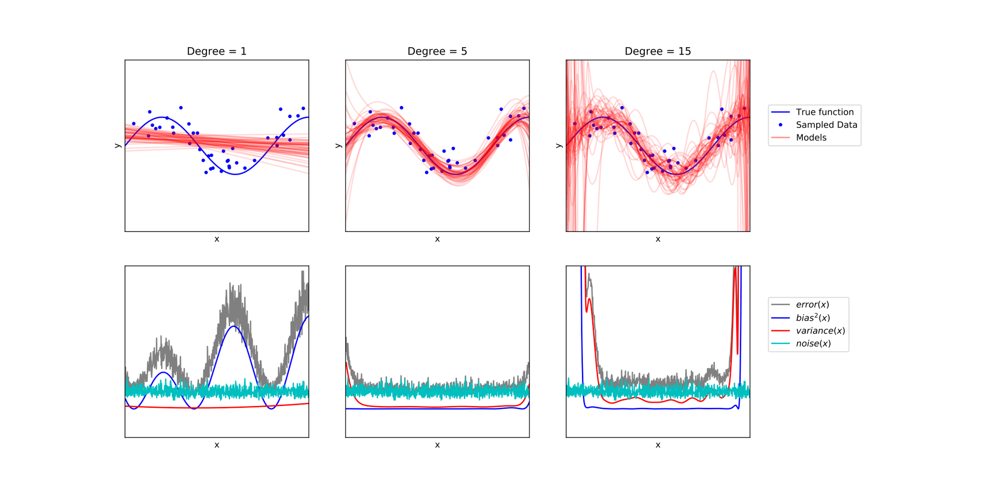 Degree = 1
Degree = 5
Degree = 15
y
y
y
x
x
x
True function
Sampled Data
Models
x
x
x
error(x)
bias²(x)
variance(x)
noise(x)